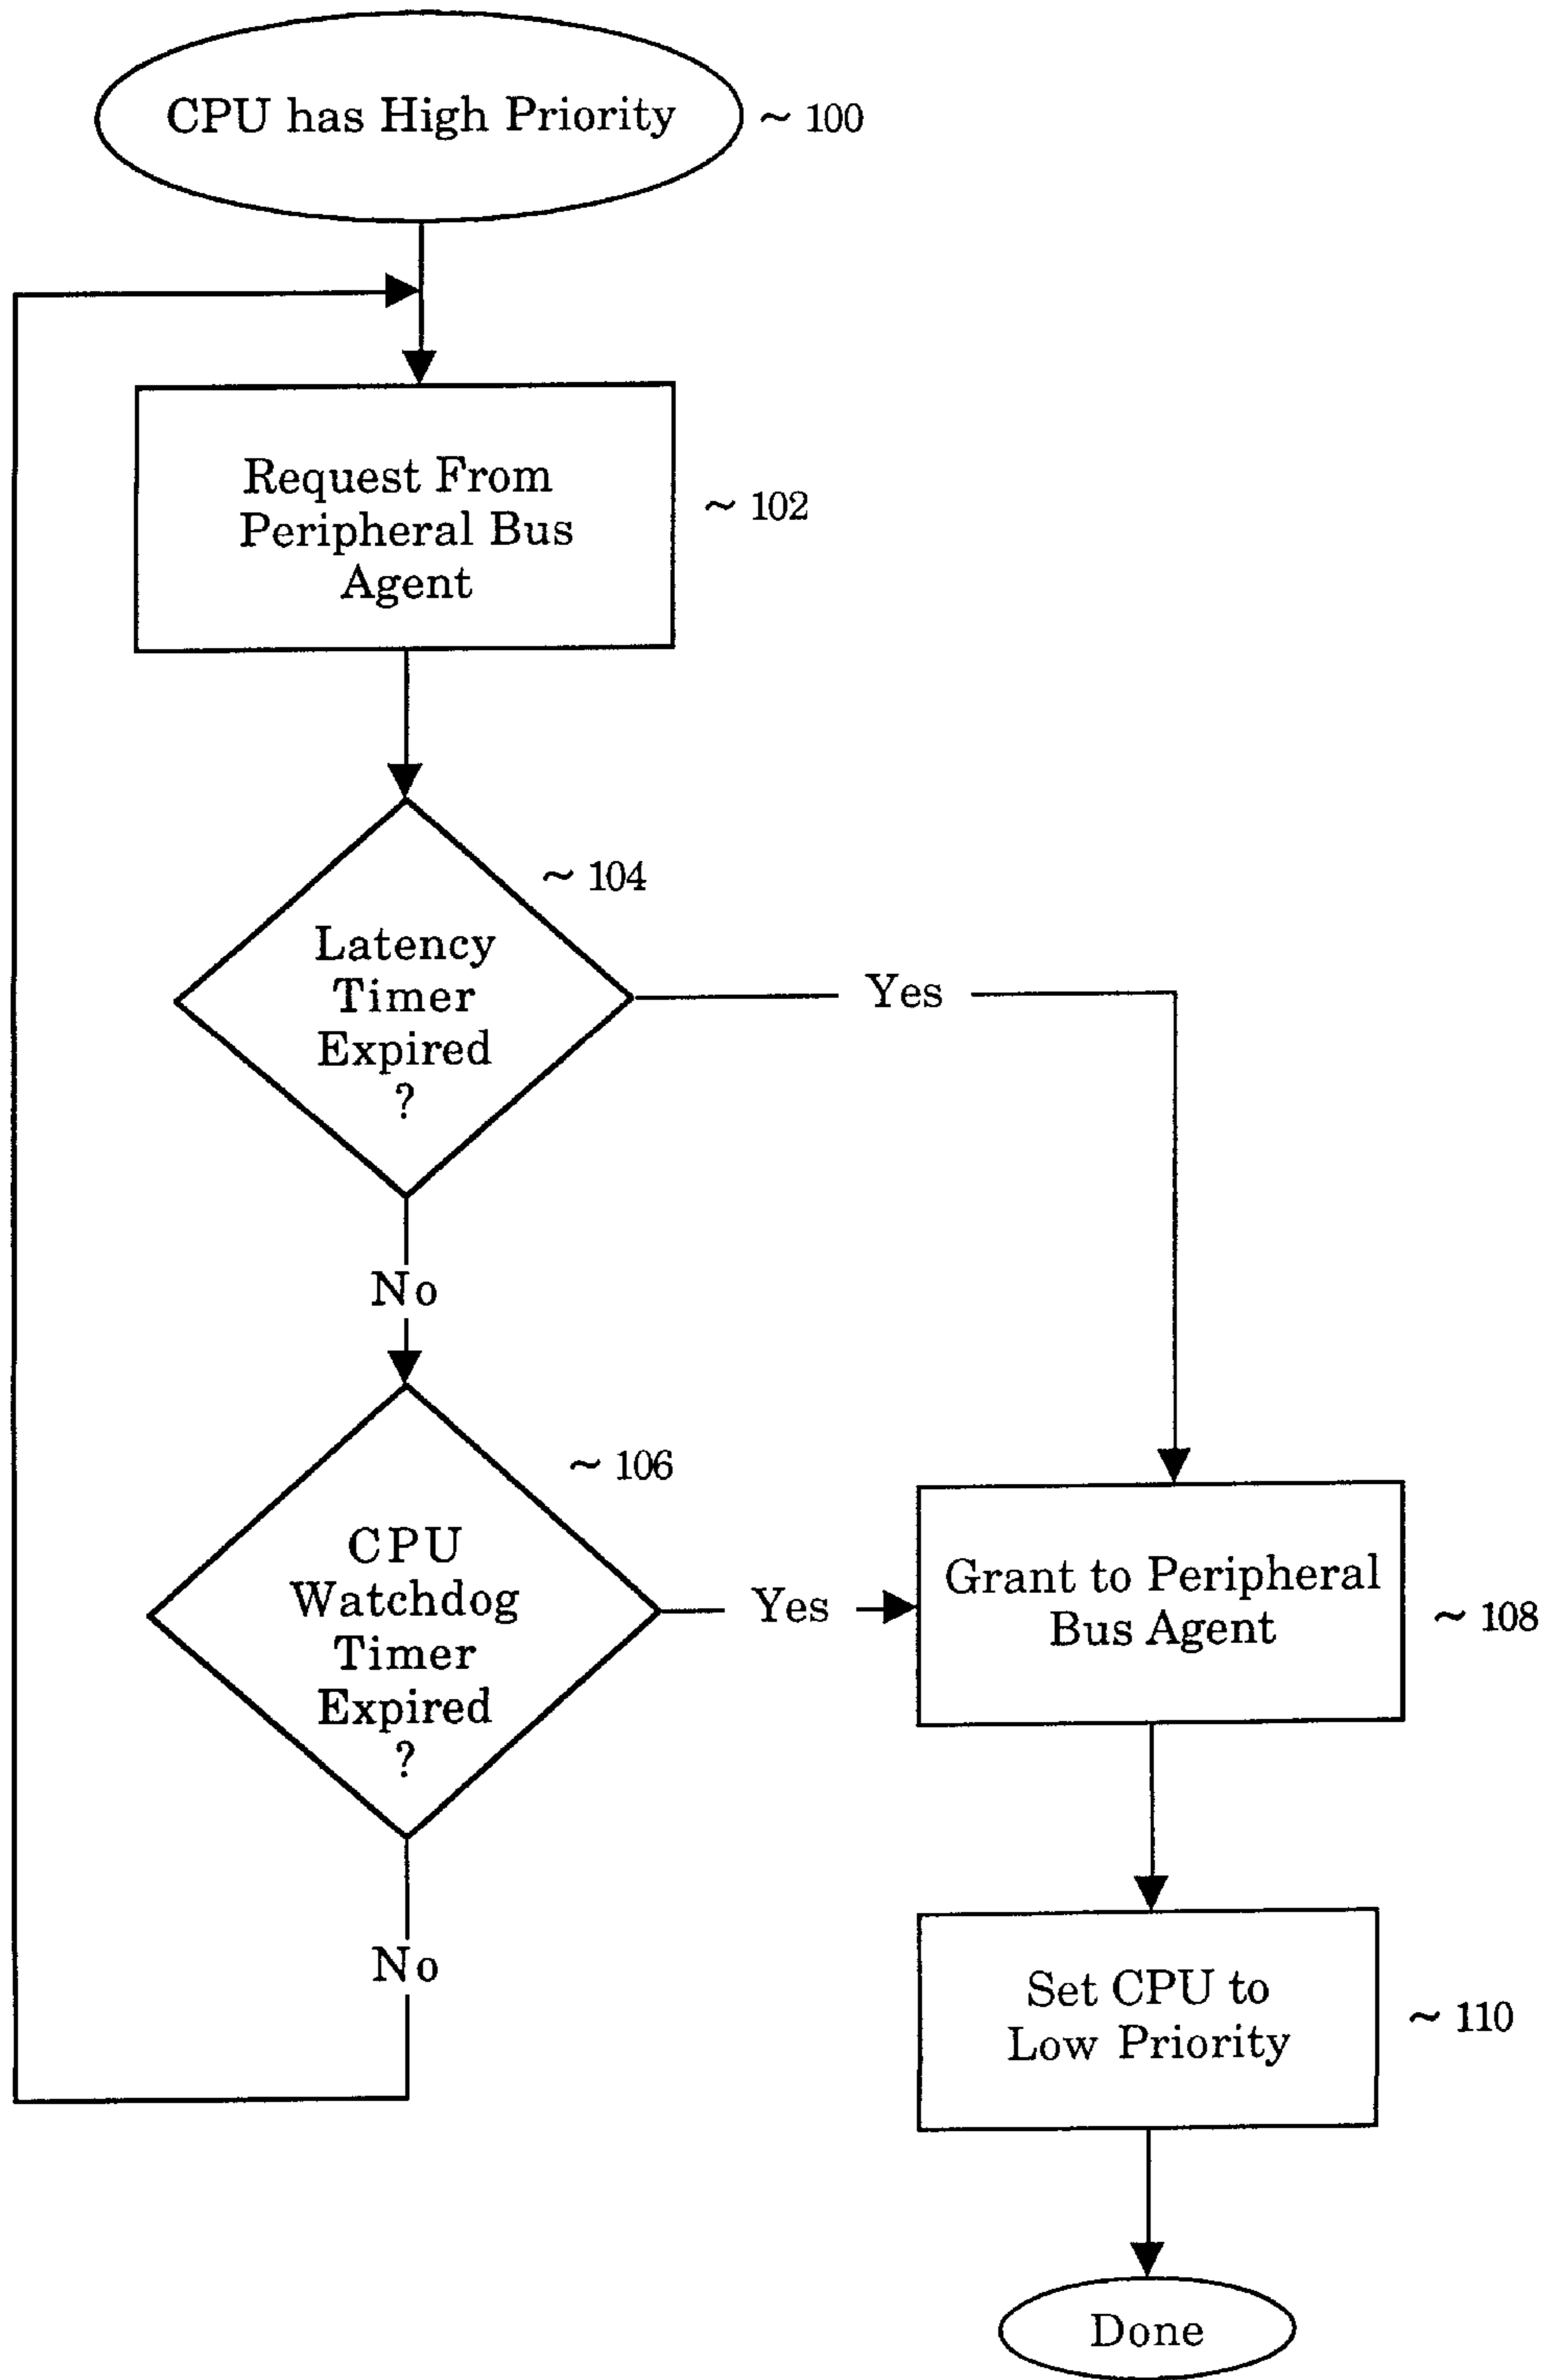 CPU has High Priority ~ 100
Request From
Peripheral Bus
Agent
~ 102
~ 104
Latency
Timer
Expired
?
Yes
No
~ 106
CPU
Watchdog
Timer
Expired
?
Yes
Grant to Peripheral
Bus Agent
~ 108
No
Set CPU to
Low Priority
~ 110
Done